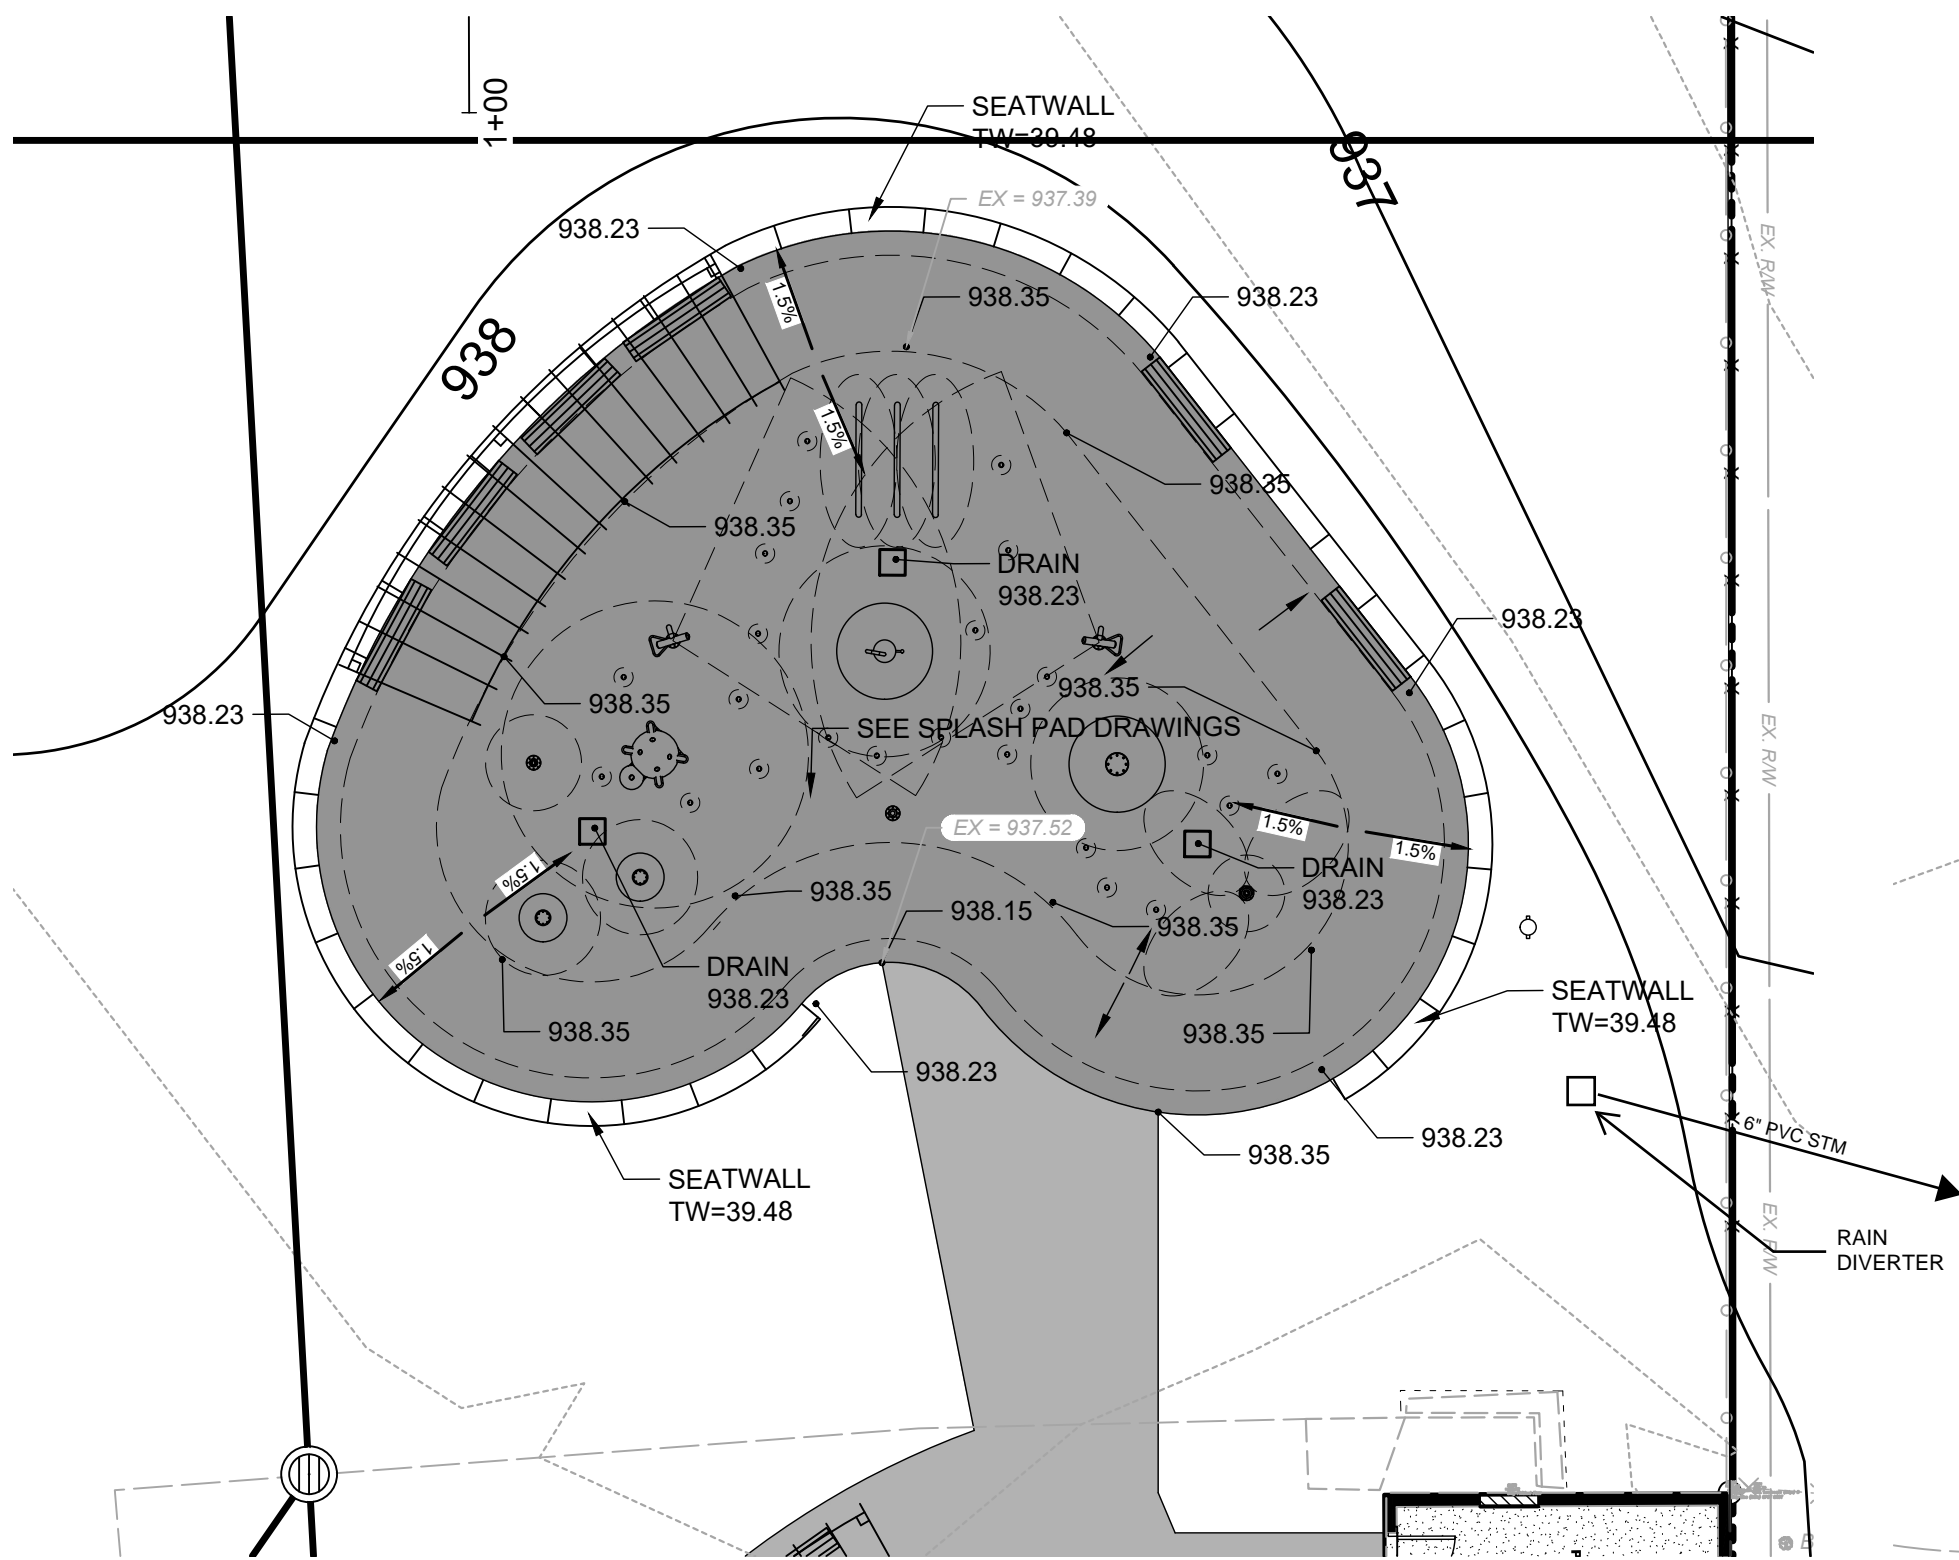 1+00
SEATWALL
TW=39.48
937
EX = 937.39
938.23
EX. R/W
1.5%
938.35
938.23
938
1.5%
938.35
938.35
DRAIN
938.23
938.23
938.35
938.35
938.23
SEE SPLASH PAD DRAWINGS
EX. R/W
EX = 937.52
1.5%
1.5%
1.5%
DRAIN
938.23
938.35
938.15
938.35
1.5%
DRAIN
938.23
SEATWALL
TW=39.48
938.35
938.35
938.23
6" PVC STM
938.23
938.35
SEATWALL
TW=39.48
EX. R/W
RAIN
DIVERTER